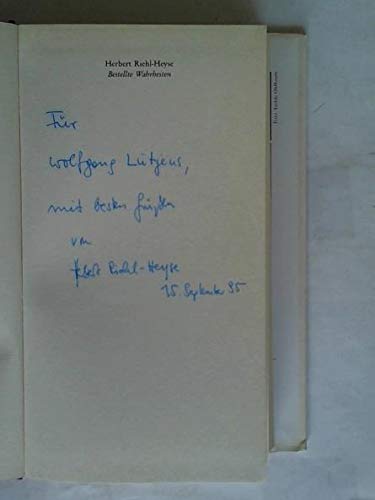 Herbert Riehl-Heyse
Bestellte Wahrheiten
Für
Wolfgang Lütjens,
mit besten Grüßen
von
Herbert Riehl-Heyse
15. September 95